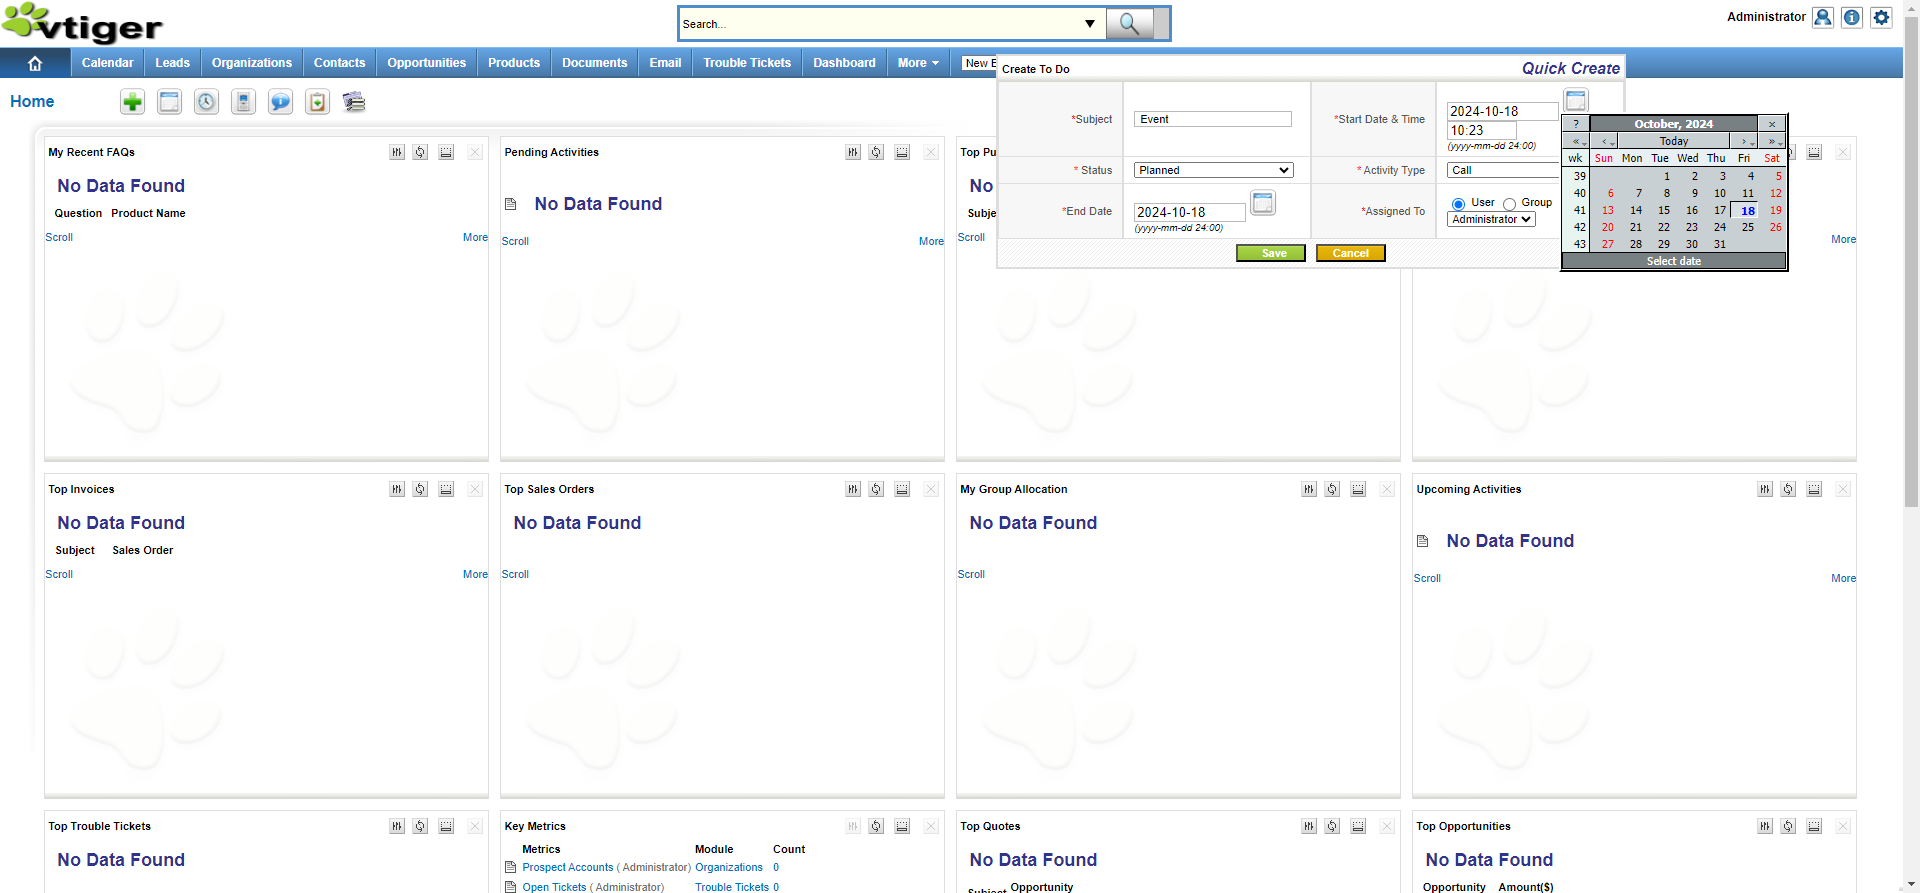 vtiger
Search...
Administrator
Calendar
Leads
Organizations
Contacts
Opportunities
Products
Documents
Email
Trouble Tickets
Dashboard
More
New E
Home
Create To Do
Quick Create
*Subject
Event
*Start Date & Time
2024-10-18
10:23
(yyyy-mm-dd 24:00)
* Status
Planned
* Activity Type
Call
*End Date
2024-10-18
(yyyy-mm-dd 24:00)
*Assigned To
User Group
Administrator
Save
Cancel
? October, 2024 ×
« ‹ Today › »
wk Sun Mon Tue Wed Thu Fri Sat
39 1 2 3 4 5
40 6 7 8 9 10 11 12
41 13 14 15 16 17 18 19
42 20 21 22 23 24 25 26
43 27 28 29 30 31
Select date
My Recent FAQs
No Data Found
Question Product Name
Scroll More
Pending Activities
No Data Found
Scroll More
Top Pu
No
Subje
Scroll
More
Top Invoices
No Data Found
Subject Sales Order
Scroll More
Top Sales Orders
No Data Found
Scroll
My Group Allocation
No Data Found
Scroll
Upcoming Activities
No Data Found
Scroll More
Top Trouble Tickets
No Data Found
Key Metrics
Metrics Module Count
Prospect Accounts ( Administrator) Organizations 0
Open Tickets ( Administrator) Trouble Tickets 0
Top Quotes
No Data Found
Subject Opportunity
Top Opportunities
No Data Found
Opportunity Amount($)